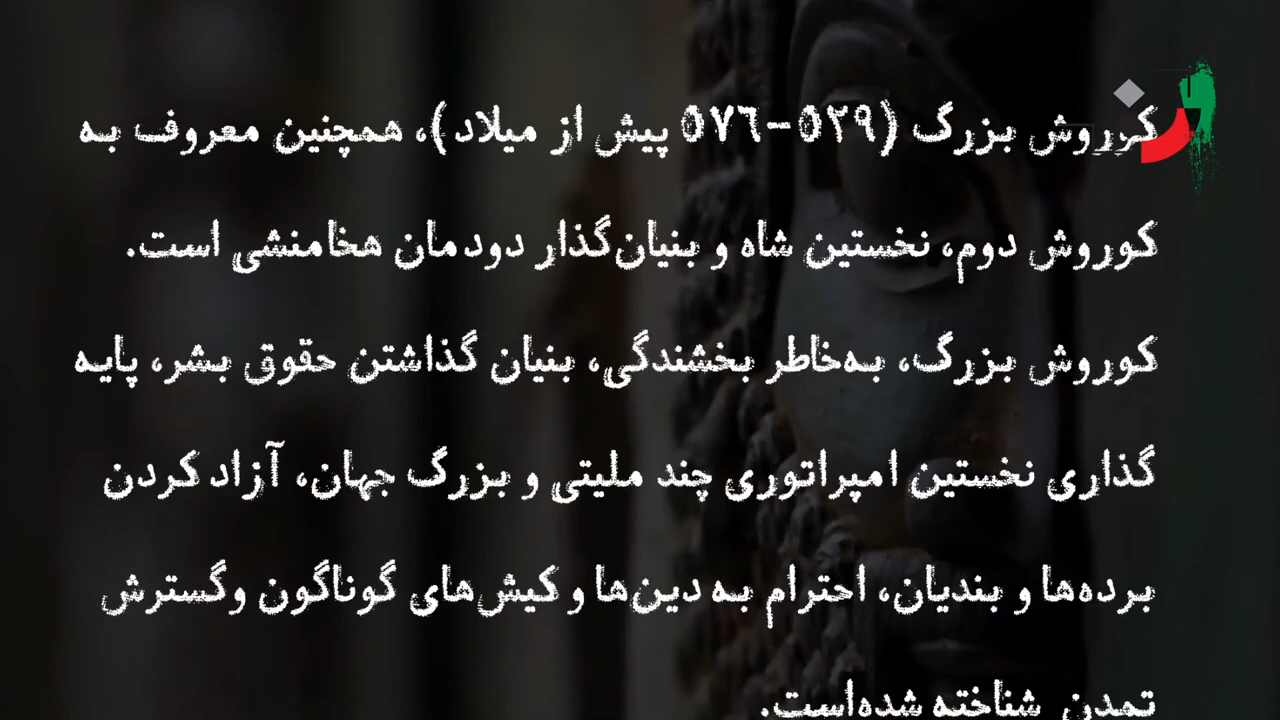 کوروش بزرگ (۵۲۹-۵۷۶ پیش از میلاد)، همچنین معروف به
کوروش دوم، نخستین شاه و بنیان‌گذار دودمان هخامنشی است.
کوروش بزرگ، به‌خاطر بخشندگی، بنیان گذاشتن حقوق بشر، پایه
گذاری نخستین امپراتوری چند ملیتی و بزرگ جهان، آزاد کردن
برده‌ها و بندیان، احترام به دین‌ها و کیش‌های گوناگون وگسترش
تمدن شناخته شده‌است.